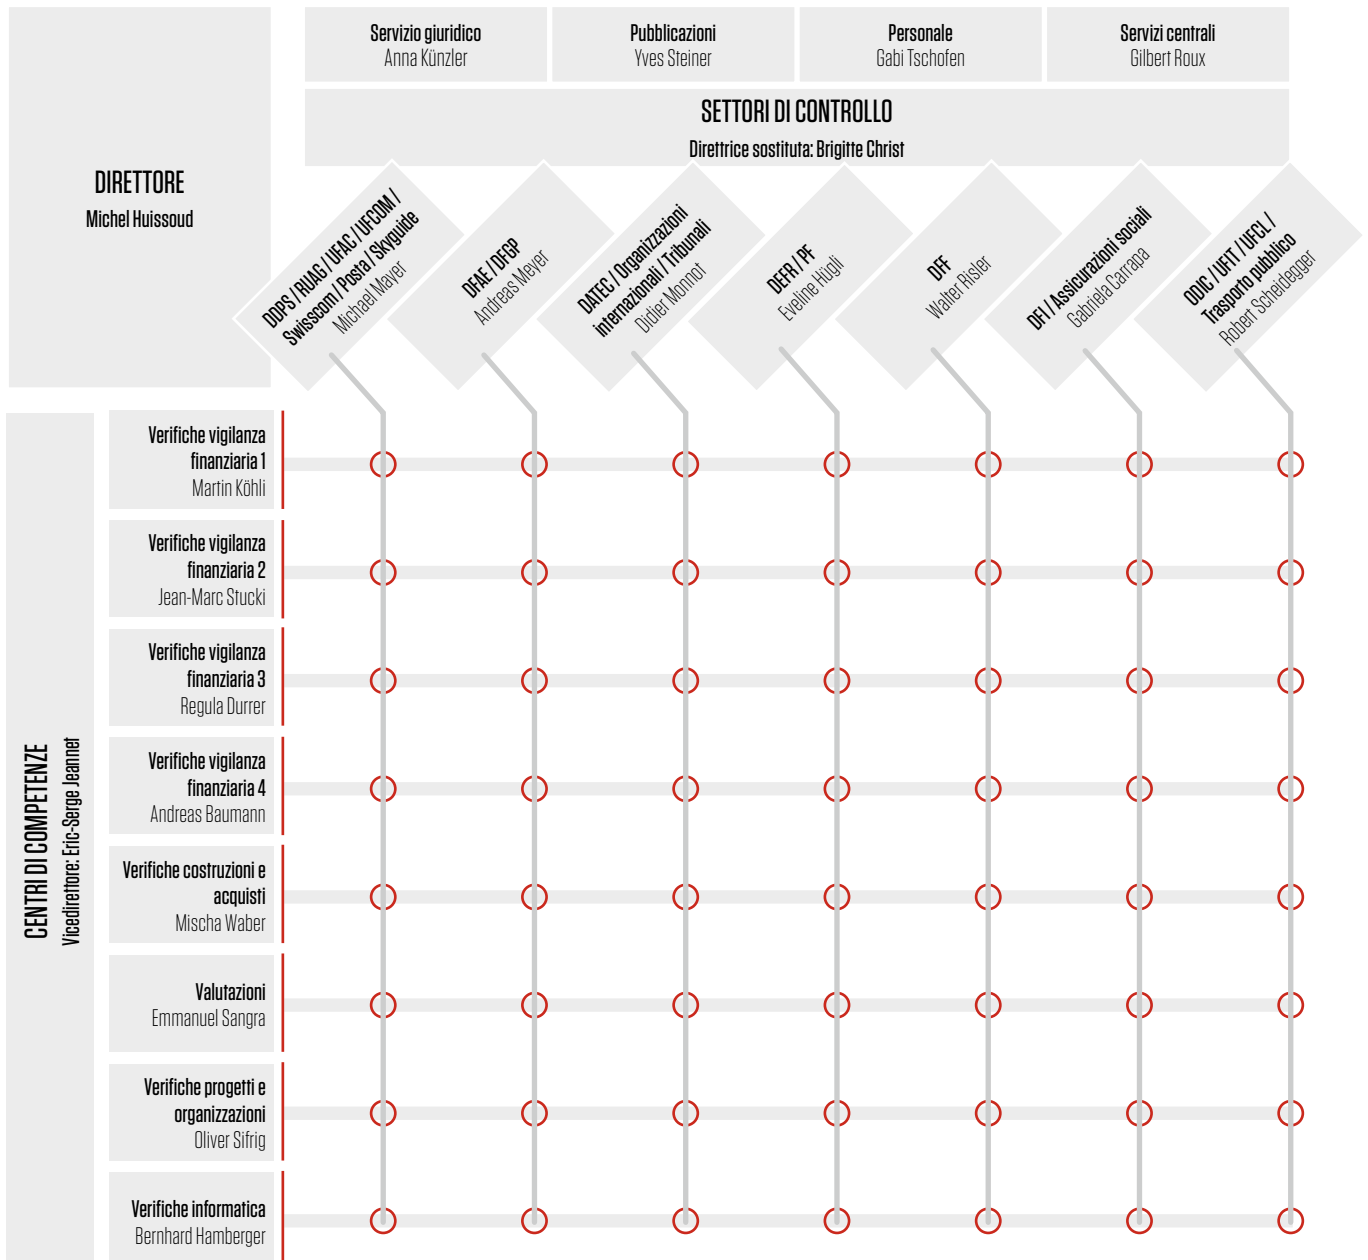 Servizio giuridico
Anna Künzler
Pubblicazioni
Yves Steiner
Personale
Gabi Tschofen
Servizi centrali
Gilbert Roux
SETTORI DI CONTROLLO
Direttrice sostituta: Brigitte Christ
DIRETTORE
Michel Huissoud
DDPS / RUAG / UFAC / UFCOM /
Swisscom / Posta / Skyguide
Michael Mayer
DFAE / DFGP
Andreas Meyer
DATEC / Organizzazioni
internazionali / Tribunali
Didier Monnot
DEFR / PF
Eveline Hügli
DFF
Walter Risler
DFI / Assicurazioni sociali
Gabriela Carrapa
ODIC / UFIT / UFCL /
Trasporto pubblico
Robert Scheidegger
CENTRI DI COMPETENZE
Vicedirettore: Eric-Serge Jeannet
Verifiche vigilanza
finanziaria 1
Martin Köhli
Verifiche vigilanza
finanziaria 2
Jean-Marc Stucki
Verifiche vigilanza
finanziaria 3
Regula Durrer
Verifiche vigilanza
finanziaria 4
Andreas Baumann
Verifiche costruzioni e
acquisti
Mischa Waber
Valutazioni
Emmanuel Sangra
Verifiche progetti e
organizzazioni
Oliver Sifrig
Verifiche informatica
Bernhard Hamberger